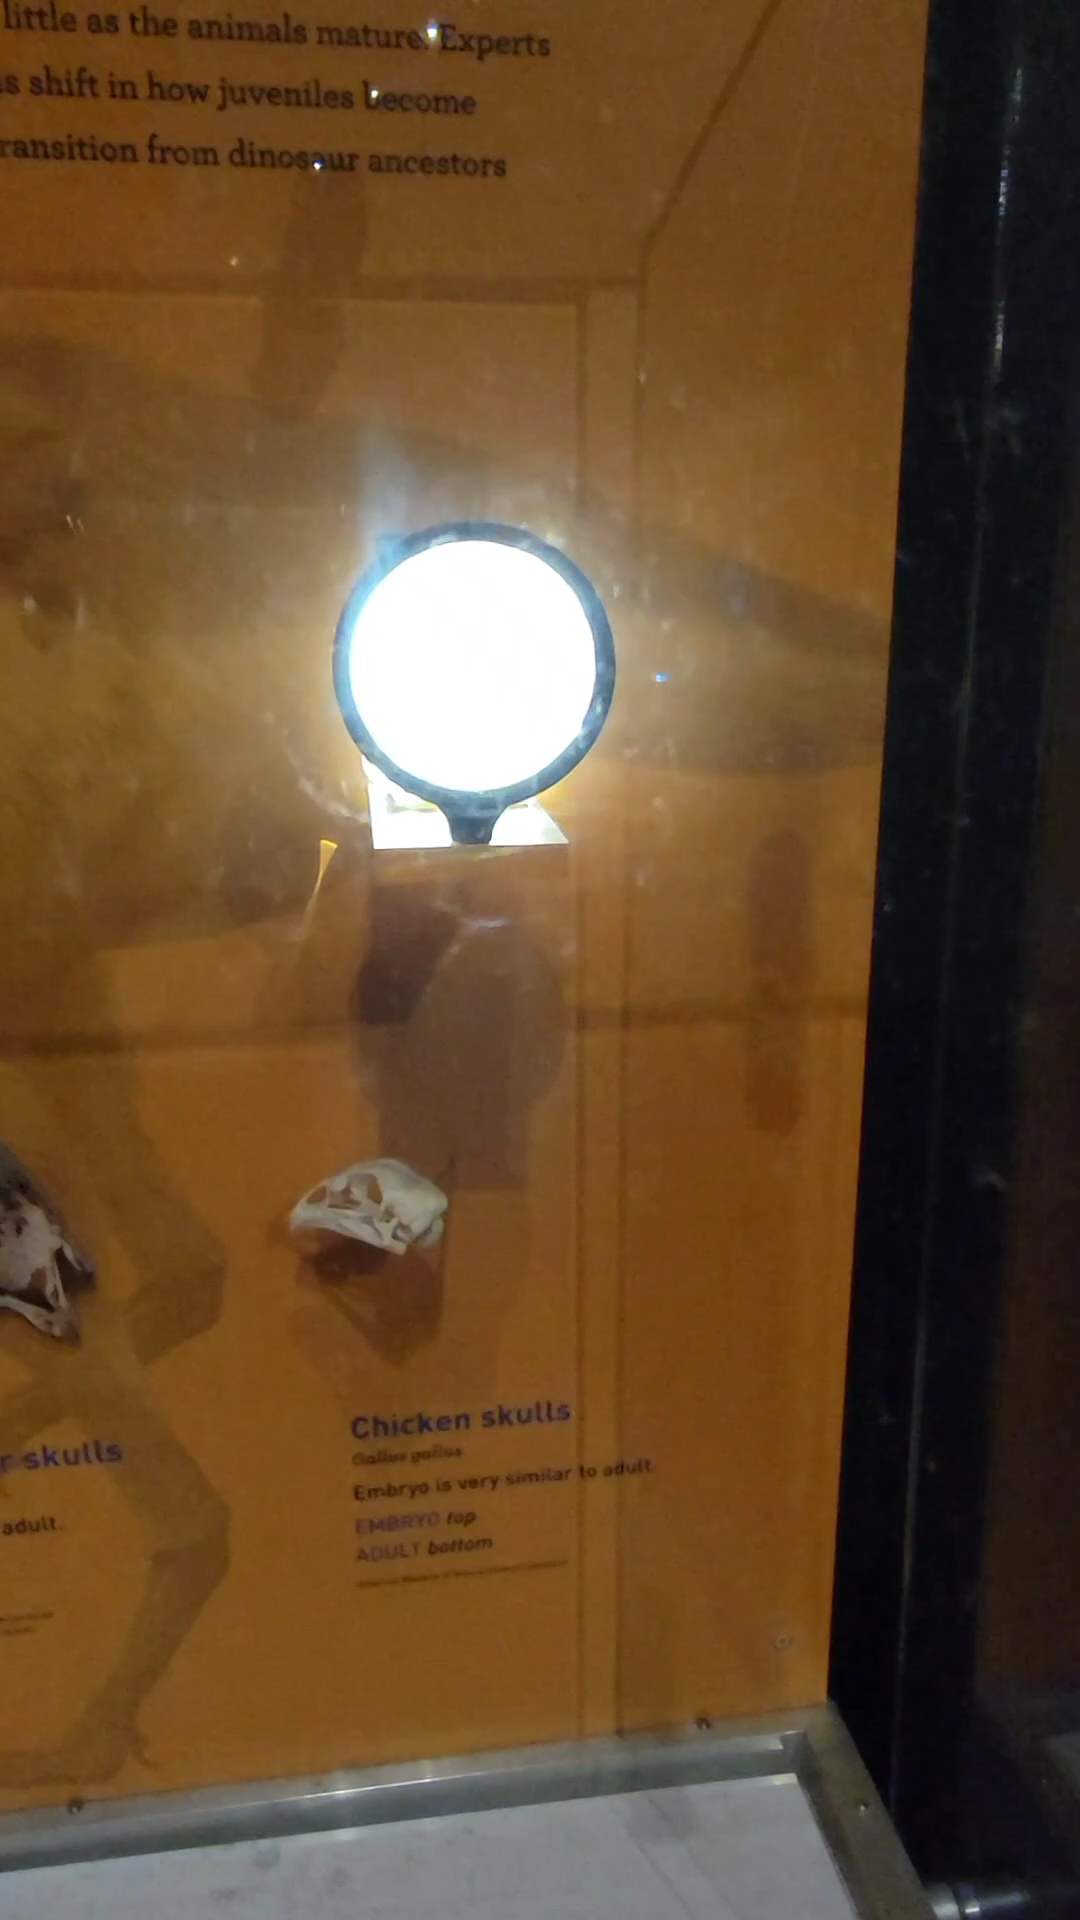 little as the animals mature. Experts
s shift in how juveniles become
ransition from dinosaur ancestors
r skulls
adult.
Chicken skulls
Gallus gallus
Embryo is very similar to adult.
EMBRYO top
ADULT bottom